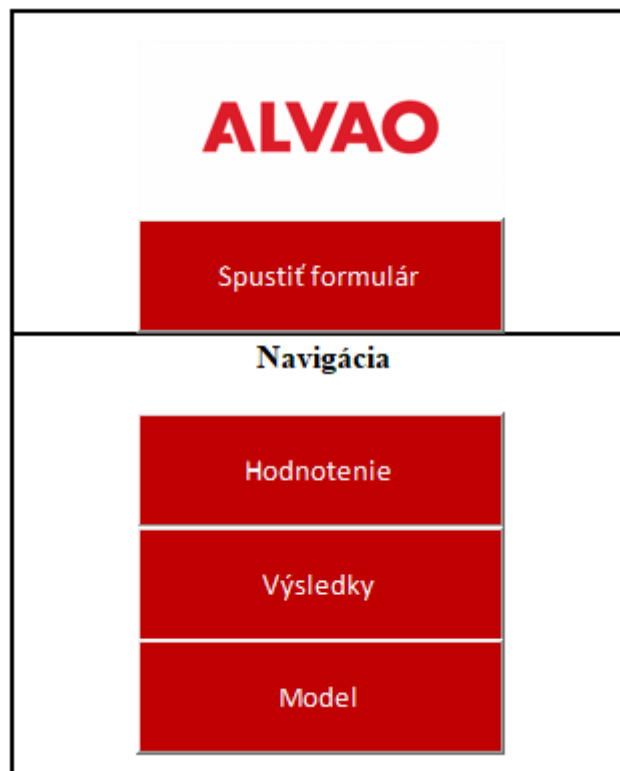 ALVAO
Spustiť formulár
Navigácia
Hodnotenie
Výsledky
Model